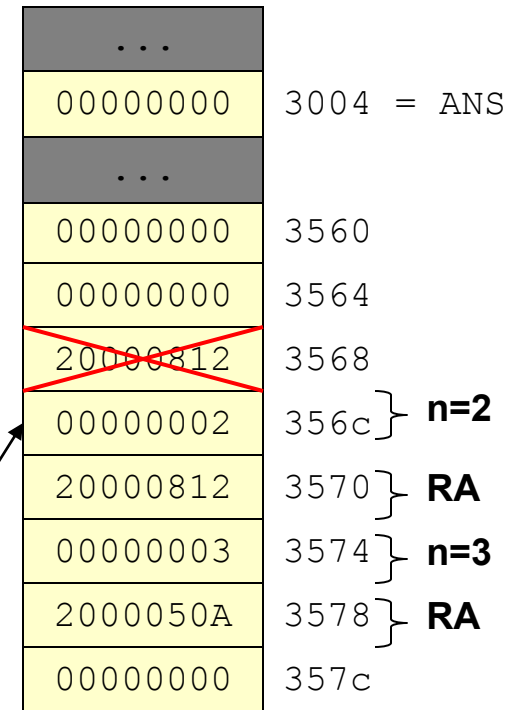 ...
00000000 3004 = ANS
...
00000000 3560
00000000 3564
20000812 3568
00000002 356c n=2
20000812 3570 RA
00000003 3574 n=3
2000050A 3578 RA
00000000 357c